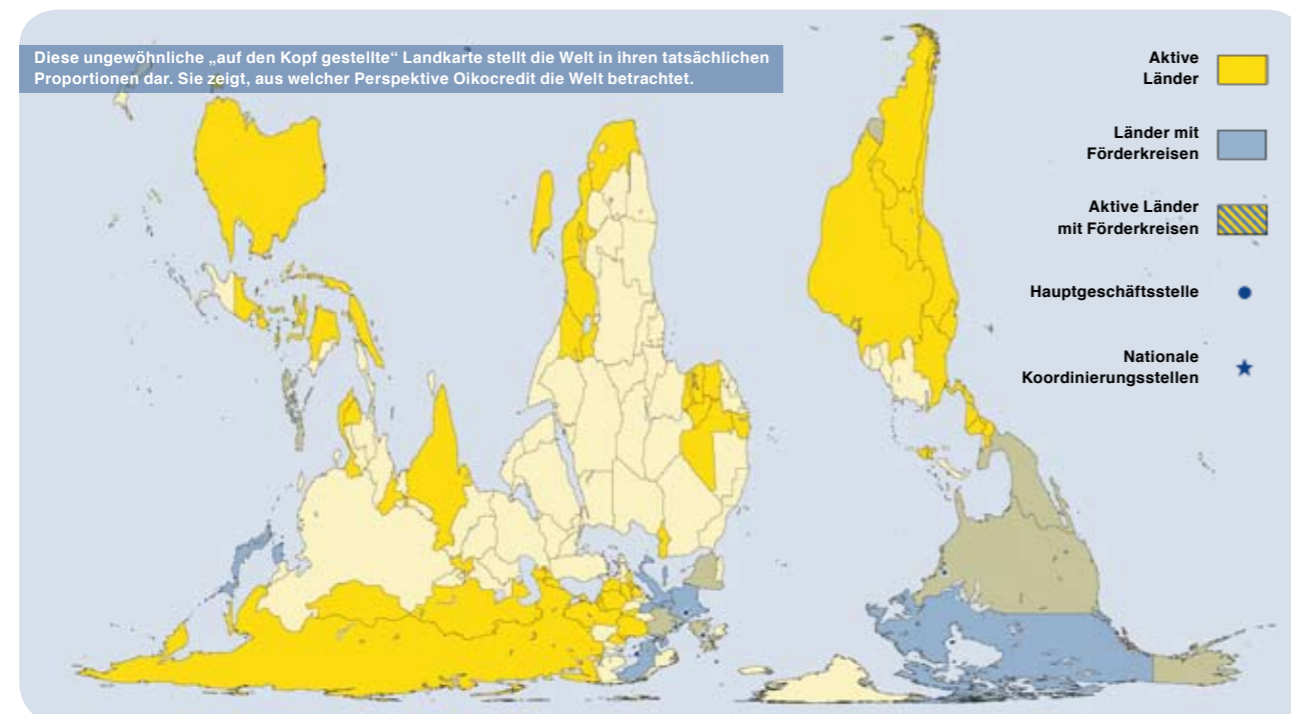 Diese ungewöhnliche „auf den Kopf gestellte“ Landkarte stellt die Welt in ihren tatsächlichen
Proportionen dar. Sie zeigt, aus welcher Perspektive Oikocredit die Welt betrachtet.
Aktive
Länder
Länder mit
Förderkreisen
Aktive Länder
mit Förderkreisen
Hauptgeschäftsstelle
Nationale
Koordinierungsstellen